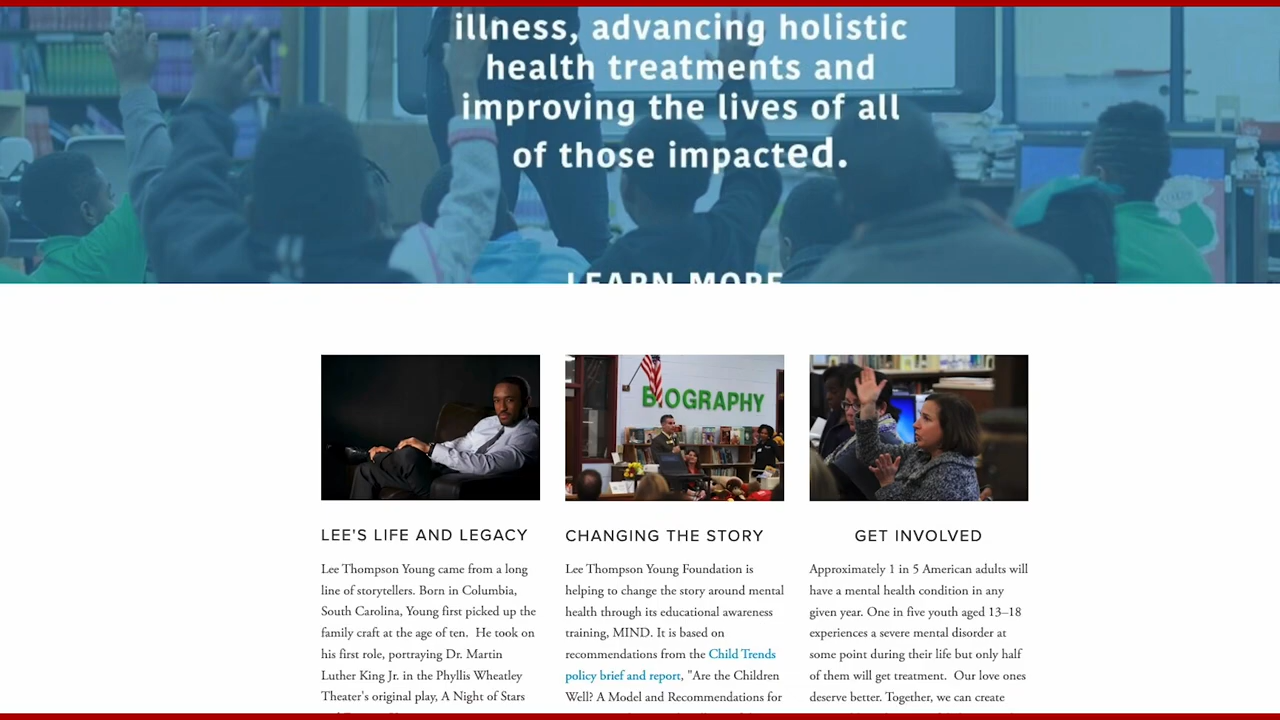 illness, advancing holistic
health treatments and
improving the lives of all
of those impacted.
LEARN MORE
BIOGRAPHY
LEE'S LIFE AND LEGACY
Lee Thompson Young came from a long
line of storytellers. Born in Columbia,
South Carolina, Young first picked up the
family craft at the age of ten.  He took on
his first role, portraying Dr. Martin
Luther King Jr. in the Phyllis Wheatley
Theater's original play, A Night of Stars
CHANGING THE STORY
Lee Thompson Young Foundation is
helping to change the story around mental
health through its educational awareness
training, MIND. It is based on
recommendations from the Child Trends
policy brief and report, "Are the Children
Well? A Model and Recommendations for
GET INVOLVED
Approximately 1 in 5 American adults will
have a mental health condition in any
given year. One in five youth aged 13–18
experiences a severe mental disorder at
some point during their life but only half
of them will get treatment.  Our love ones
deserve better. Together, we can create